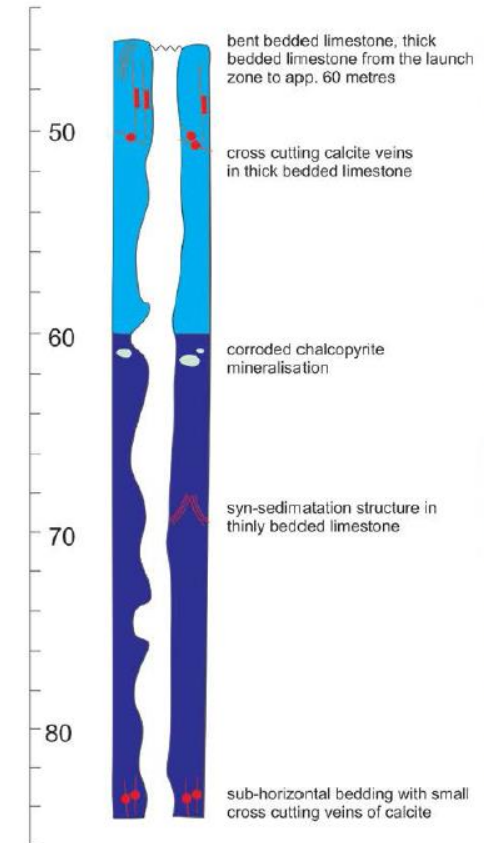 bent bedded limestone, thick
bedded limestone from the launch
zone to app. 60 metres
50
cross cutting calcite veins
in thick bedded limestone
60
corroded chalcopyrite
mineralisation
syn-sedimatation structure in
thinly bedded limestone
70
80
sub-horizontal bedding with small
cross cutting veins of calcite